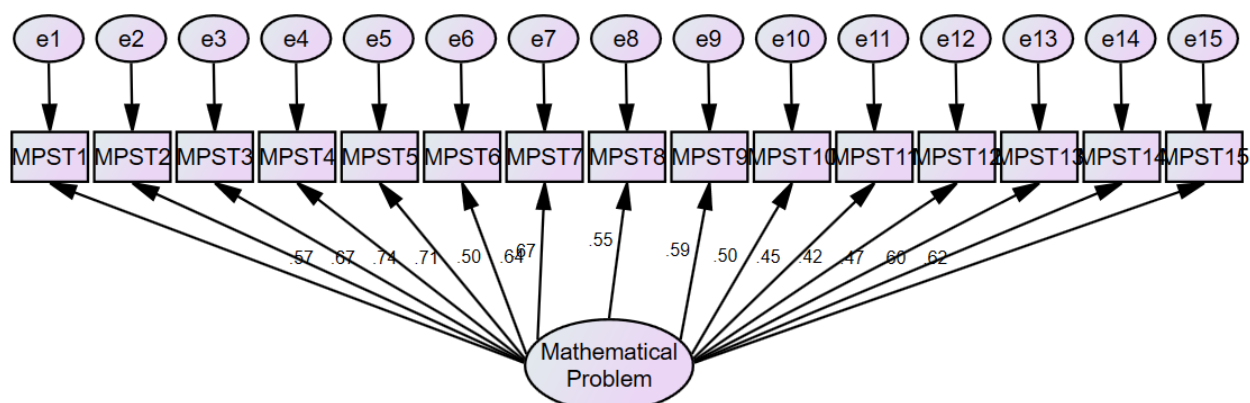 e1 e2 e3 e4 e5 e6 e7 e8 e9 e10 e11 e12 e13 e14 e15
MPST1 MPST2 MPST3 MPST4 MPST5 MPST6 MPST7 MPST8 MPST9 MPST10 MPST11 MPST12 MPST13 MPST14 MPST15
.57 .67 .74 .71 .50 .64 .67 .55 .59 .50 .45 .42 .47 .60 .62
Mathematical
Problem